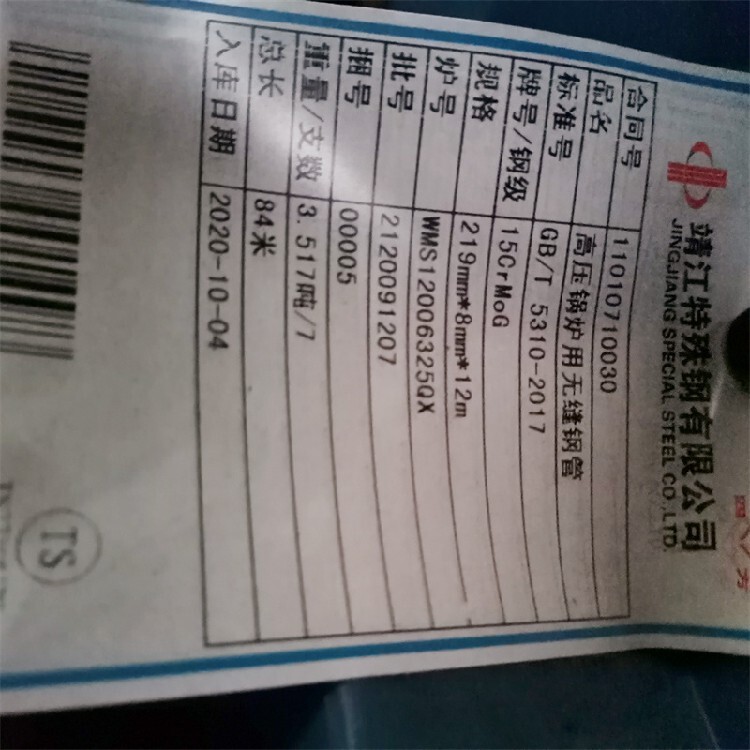 靖江特殊钢有限公司
JINGJIANG SPECIAL STEEL CO.,LTD.
合同号 11010710030
品名 高压锅炉用无缝钢管
标准号 GB/T 5310-2017
牌号/钢级 15CrMoG
规格 219mm*8mm*12m
炉号 WMS12006325QX
批号 2120091207
捆号 00005
重量/支数 3.517吨/7
总长 84米
入库日期 2020-10-04
TS